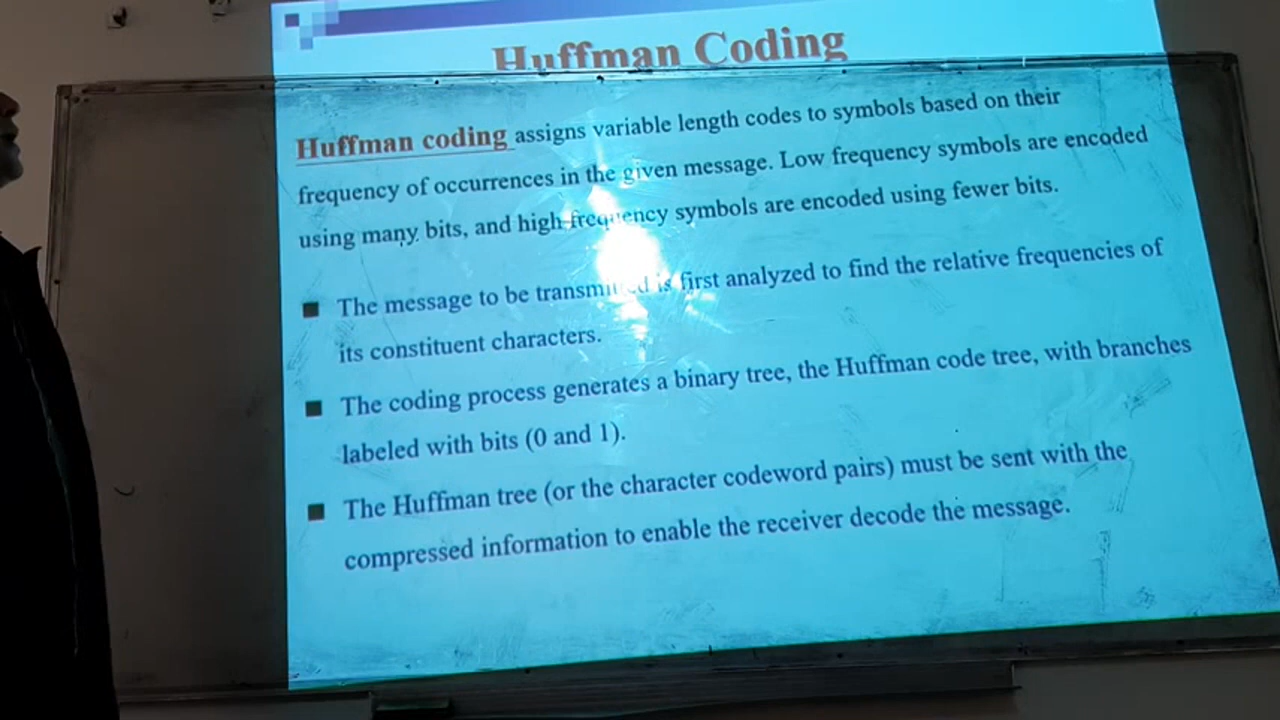 Huffman Coding
Huffman coding assigns variable length codes to symbols based on their
frequency of occurrences in the given message. Low frequency symbols are encoded
using many bits, and high frequency symbols are encoded using fewer bits.
The message to be transmitted is first analyzed to find the relative frequencies of
its constituent characters.
The coding process generates a binary tree, the Huffman code tree, with branches
labeled with bits (0 and 1).
The Huffman tree (or the character codeword pairs) must be sent with the
compressed information to enable the receiver decode the message.